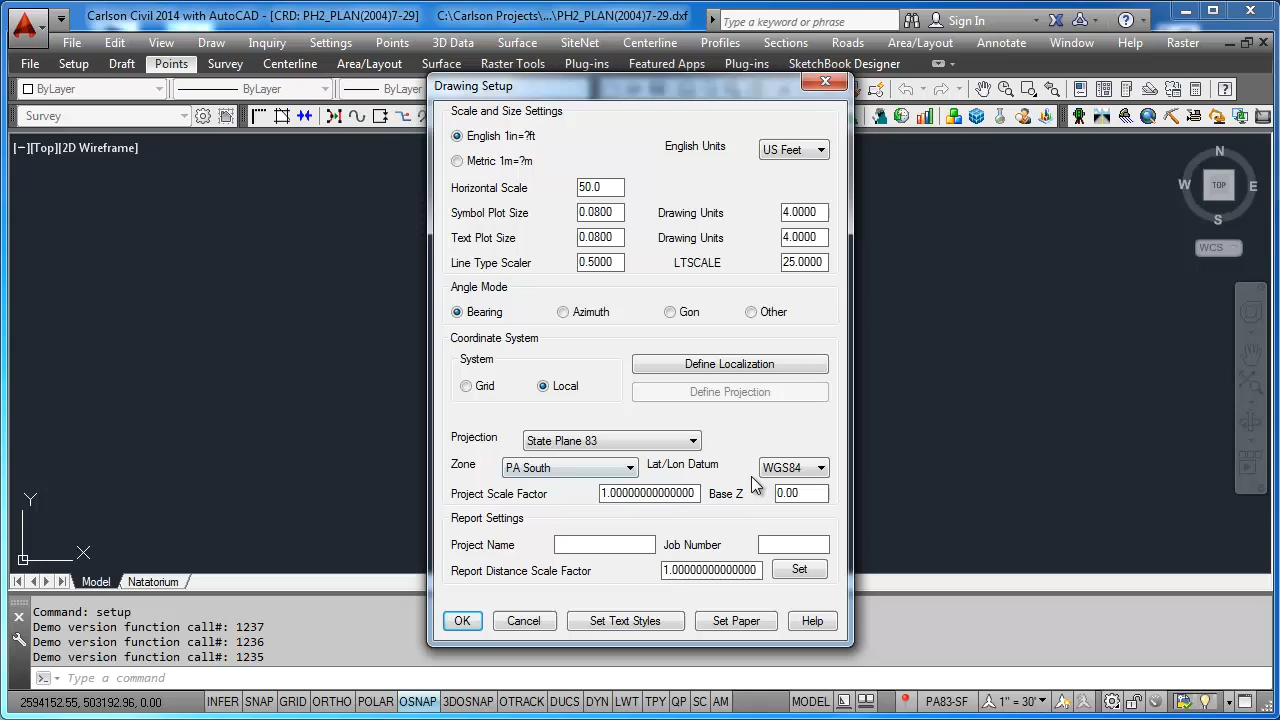 Carlson Civil 2014 with AutoCAD - [CRD: PH2_PLAN(2004)7-29] C:\Carlson Projects\...\PH2_PLAN(2004)7-29.dxf Type a keyword or phrase Sign In
File Edit View Draw Inquiry Settings Points 3D Data Surface SiteNet Centerline Profiles Sections Roads Area/Layout Annotate Window Help Raster
File Setup Draft Points Survey Centerline Area/Layout Surface Raster Tools Plug-ins Featured Apps Plug-ins SketchBook Designer
ByLayer ByLayer ByLayer
Survey
[−][Top][2D Wireframe]
Drawing Setup
Scale and Size Settings
English 1in=?ft English Units US Feet
Metric 1m=?m
Horizontal Scale 50.0
Symbol Plot Size 0.0800 Drawing Units 4.0000
Text Plot Size 0.0800 Drawing Units 4.0000
Line Type Scaler 0.5000 LTSCALE 25.0000
Angle Mode
Bearing Azimuth Gon Other
Coordinate System
System Define Localization
Grid Local Define Projection
Projection State Plane 83
Zone PA South Lat/Lon Datum WGS84
Project Scale Factor 1.00000000000000 Base Z 0.00
Report Settings
Project Name Job Number
Report Distance Scale Factor 1.0000000000000 Set
OK Cancel Set Text Styles Set Paper Help
N
W TOP E
S
WCS
Y
X
Model Natatorium
Command: setup
Demo version function call#: 1237
Demo version function call#: 1236
Demo version function call#: 1235
Type a command
2594152.55, 503192.96, 0.00 INFER SNAP GRID ORTHO POLAR OSNAP 3DOSNAP OTRACK DUCS DYN LWT TPY QP SC AM MODEL PA83-SF 1" = 30'